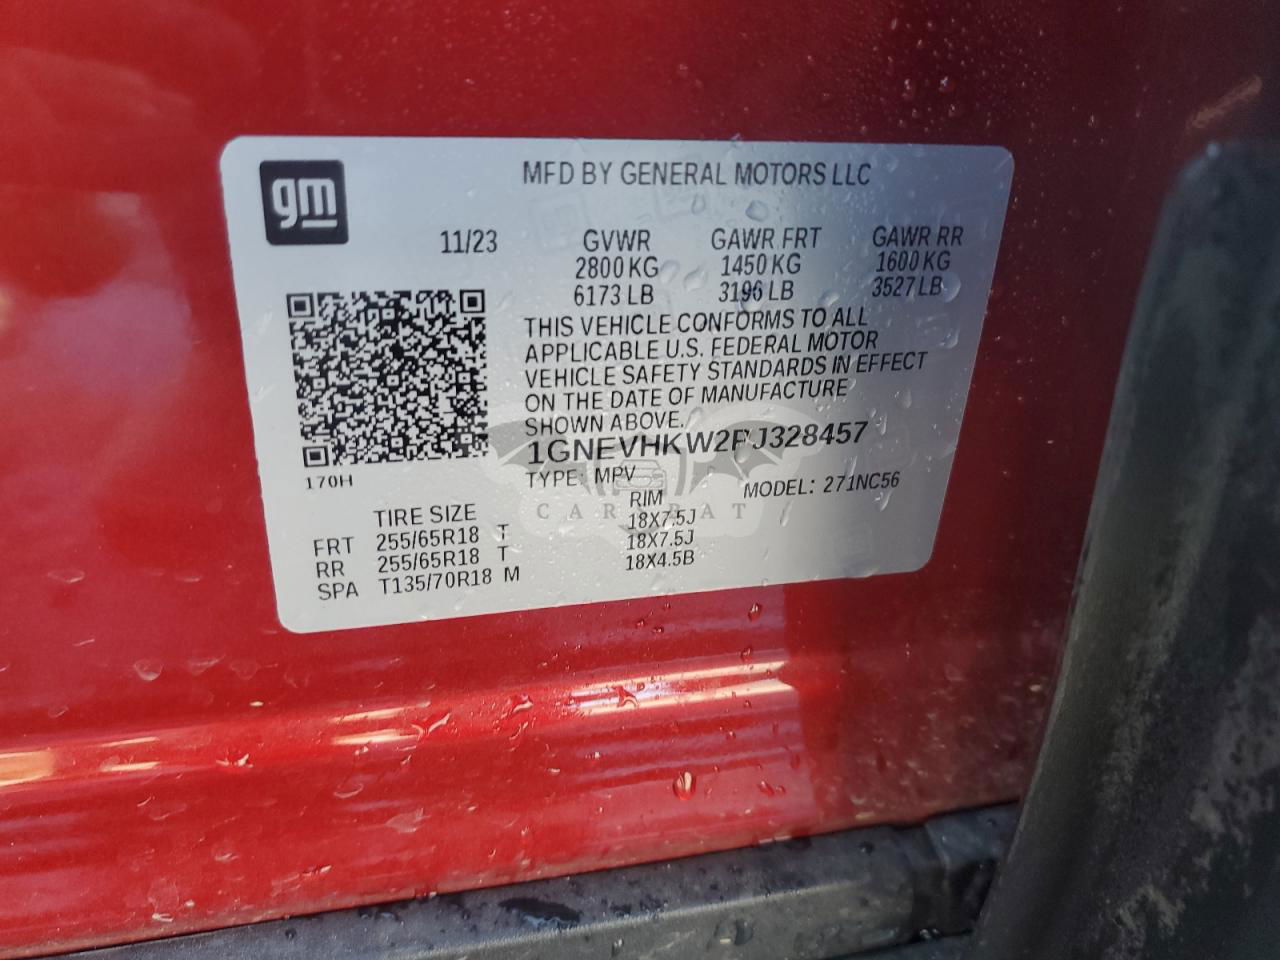 gm
MFD BY GENERAL MOTORS LLC
11/23 GVWR GAWR FRT GAWR RR
2800 KG 1450 KG 1600 KG
6173 LB 3196 LB 3527 LB
THIS VEHICLE CONFORMS TO ALL
APPLICABLE U.S. FEDERAL MOTOR
VEHICLE SAFETY STANDARDS IN EFFECT
ON THE DATE OF MANUFACTURE
SHOWN ABOVE.
170H
TYPE: MPV MODEL: 271NC56
TIRE SIZE RIM
FRT 255/65R18 T 18X7.5J
RR 255/65R18 T 18X7.5J
SPA T135/70R18 M 18X4.5B